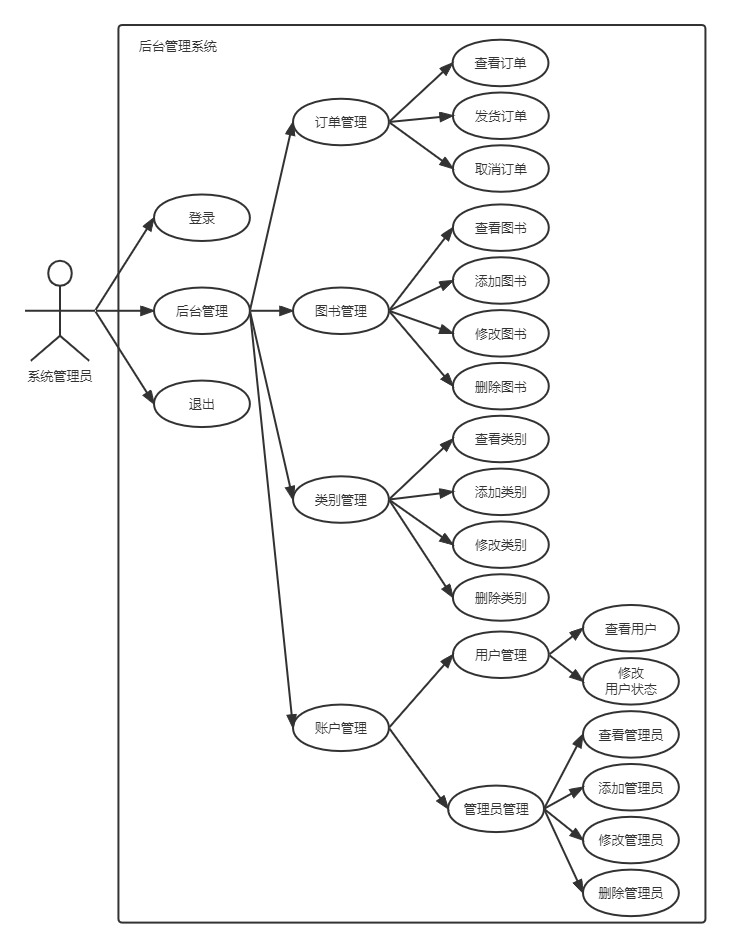 后台管理系统
系统管理员
登录
后台管理
退出
订单管理
查看订单
发货订单
取消订单
图书管理
查看图书
添加图书
修改图书
删除图书
类别管理
查看类别
添加类别
修改类别
删除类别
账户管理
用户管理
查看用户
修改
用户状态
管理员管理
查看管理员
添加管理员
修改管理员
删除管理员